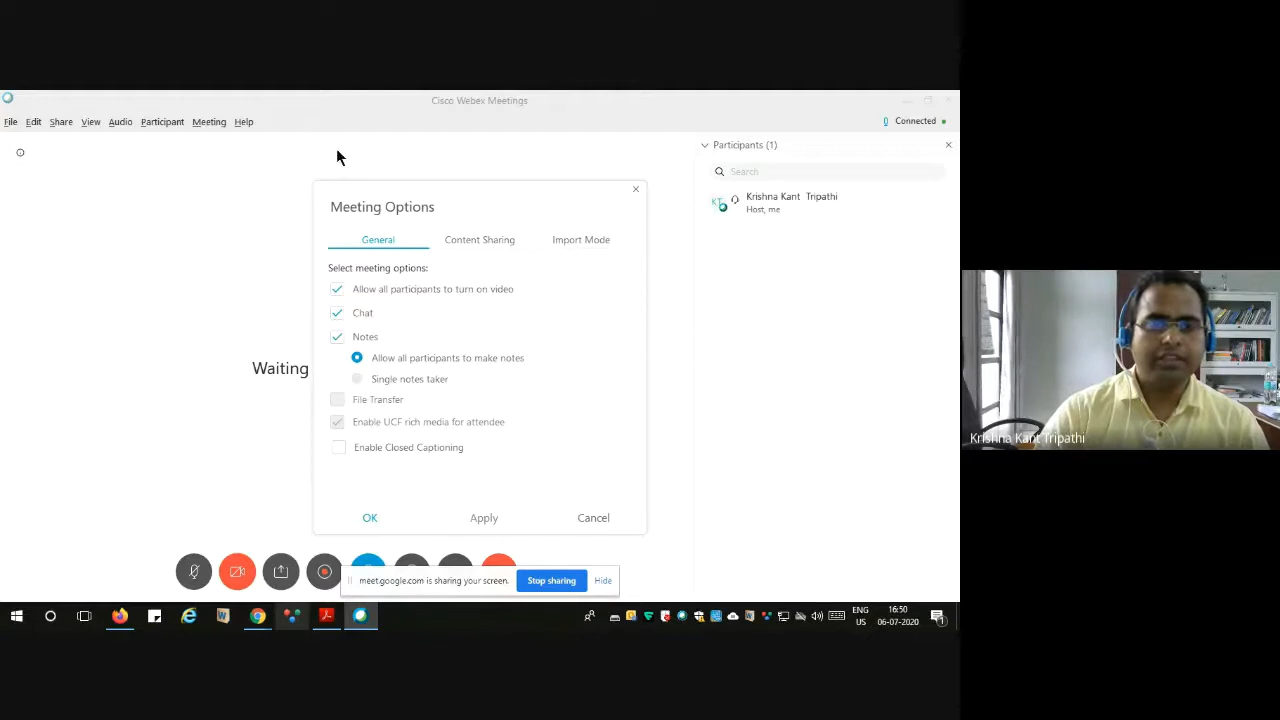 Cisco Webex Meetings
File Edit Share View Audio Participant Meeting Help
Connected
Participants (1)
Search
KT
Krishna Kant Tripathi
Host, me
Meeting Options
General Content Sharing Import Mode
Select meeting options:
Allow all participants to turn on video
Chat
Notes
Allow all participants to make notes
Single notes taker
File Transfer
Enable UCF rich media for attendee
Enable Closed Captioning
OK Apply Cancel
Waiting
meet.google.com is sharing your screen. Stop sharing Hide
ENG
US
16:50
06-07-2020
1
Krishna Kant Tripathi